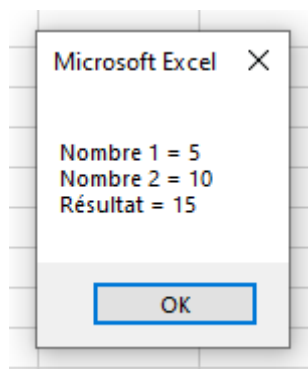 Microsoft Excel
Nombre 1 = 5
Nombre 2 = 10
Résultat = 15
OK